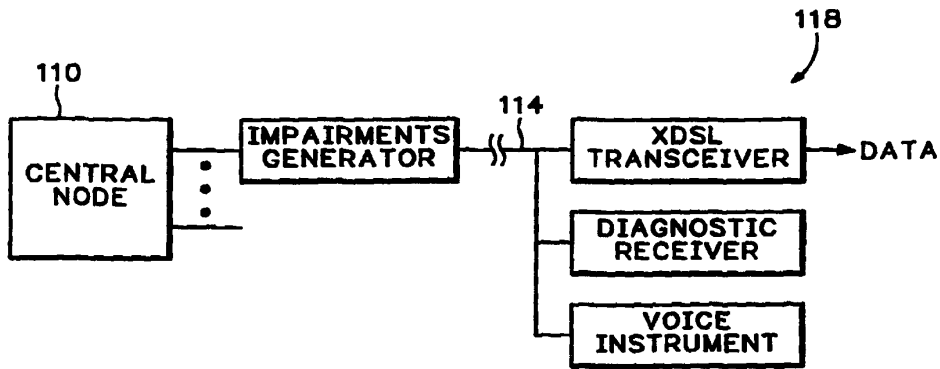 118
110
114
CENTRAL
NODE
IMPAIRMENTS
GENERATOR
XDSL
TRANSCEIVER
DATA
DIAGNOSTIC
RECEIVER
VOICE
INSTRUMENT